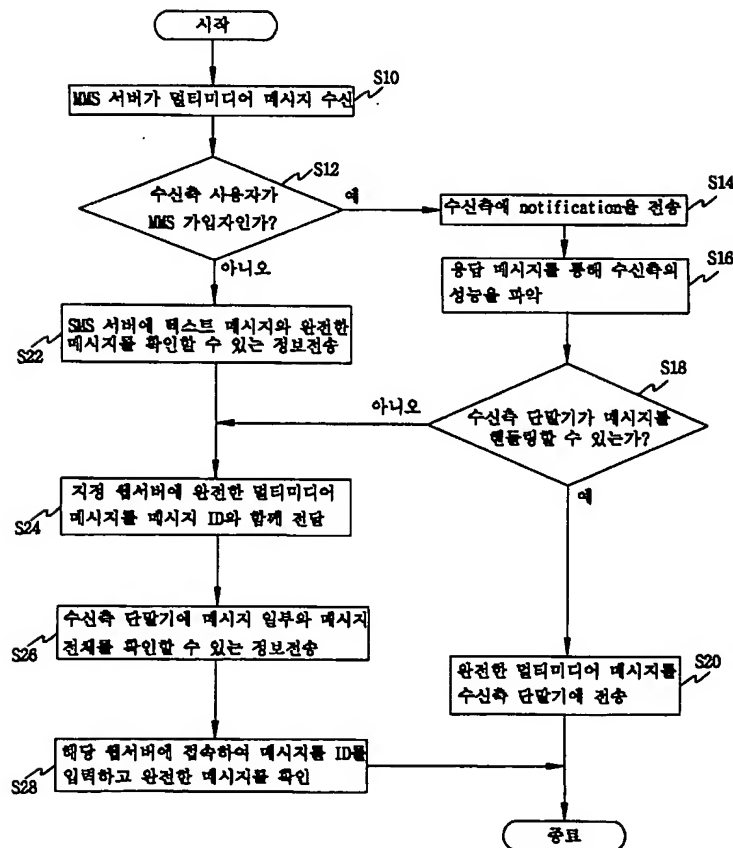 시작
S10
MMS 서버가 멀티미디어 메시지 수신
S12
수신측 사용자가
MMS 가입자인가?
예
아니오
S14
수신측에 notification을 전송
S16
응답 메시지를 통해 수신측의
성능을 파악
S18
수신측 단말기가 메시지를
핸들링할 수 있는가?
아니오
예
S22
SMS 서버에 텍스트 메시지와 완전한
메시지를 확인할 수 있는 정보전송
S24
지정 웹서버에 완전한 멀티미디어
메시지를 메시지 ID와 함께 전달
S26
수신측 단말기에 메시지 일부와 메시지
전체를 확인할 수 있는 정보전송
S20
완전한 멀티미디어 메시지를
수신측 단말기에 전송
S28
해당 웹서버에 접속하여 메시지를 ID를
입력하고 완전한 메시지를 확인
종료